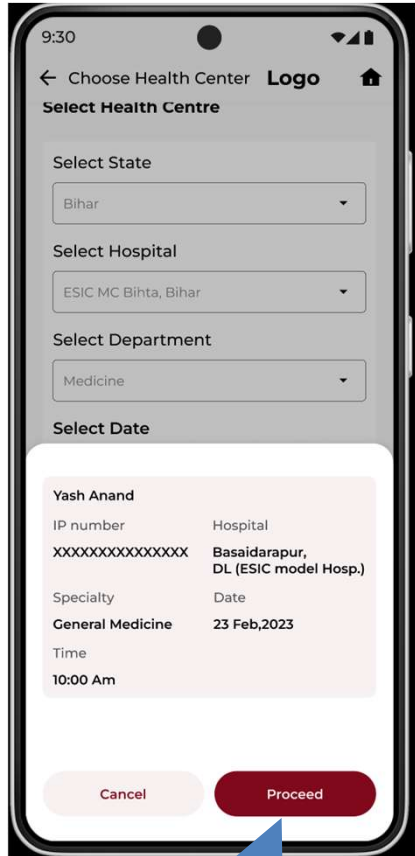 9:30
← Choose Health Center Logo
Select Health Centre
Select State
Bihar
Select Hospital
ESIC MC Bihta, Bihar
Select Department
Medicine
Select Date
Yash Anand
IP number Hospital
XXXXXXXXXXXXXXX Basaidarapur,
DL (ESIC model Hosp.)
Specialty Date
General Medicine 23 Feb,2023
Time
10:00 Am
Cancel Proceed